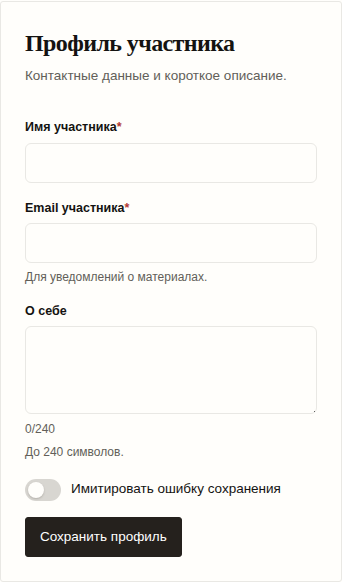 Профиль участника
Контактные данные и короткое описание.
Имя участника*
Email участника*
Для уведомлений о материалах.
О себе
0/240
До 240 символов.
Имитировать ошибку сохранения
Сохранить профиль